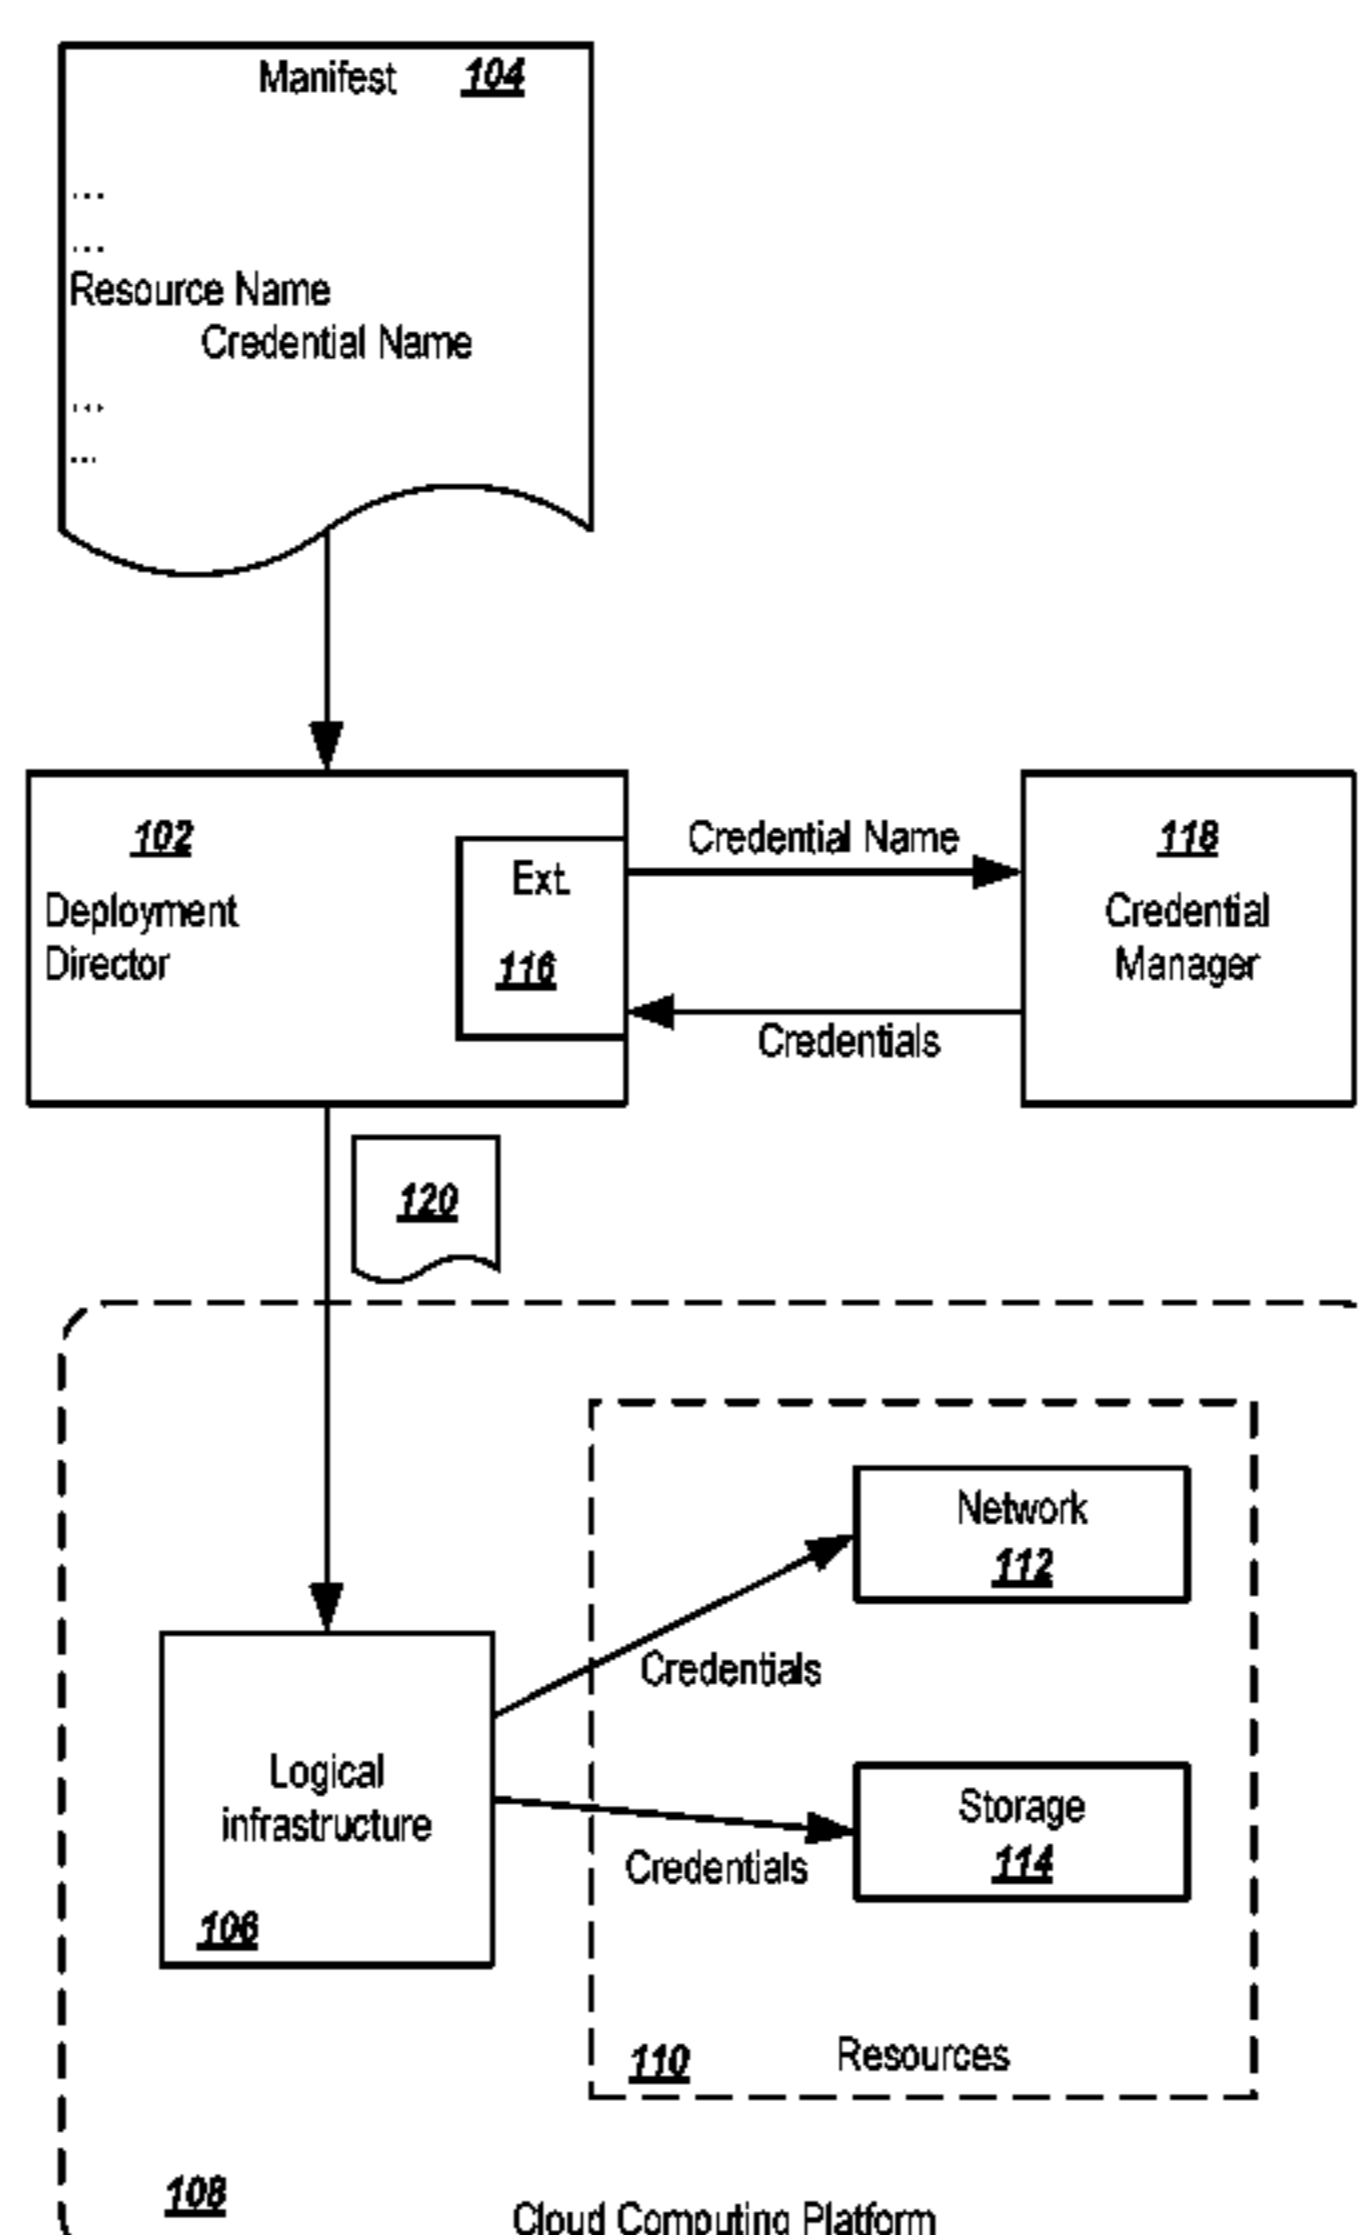 Manifest 104
...
...
Resource Name
Credential Name
...
...
102
Deployment
Director
Ext.
116
Credential Name
Credentials
118
Credential
Manager
120
Network
112
Credentials
Logical
infrastructure
106
Storage
114
Credentials
110 Resources
108
Cloud Computing Platform